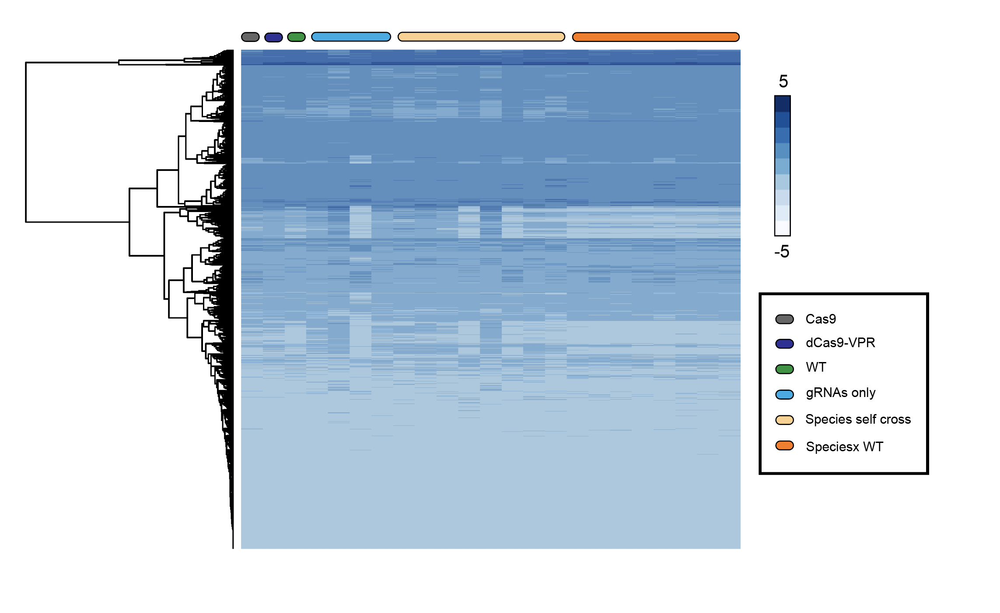 5
-5
Cas9
dCas9-VPR
WT
gRNAs only
Species self cross
Speciesx WT